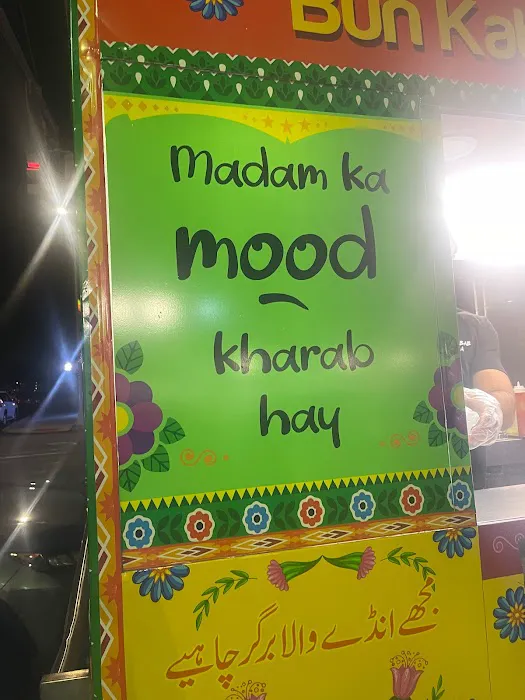 Bun Ka
Madam ka
mood
kharab
hay
مجھے انڈے والا برگر چاہیے